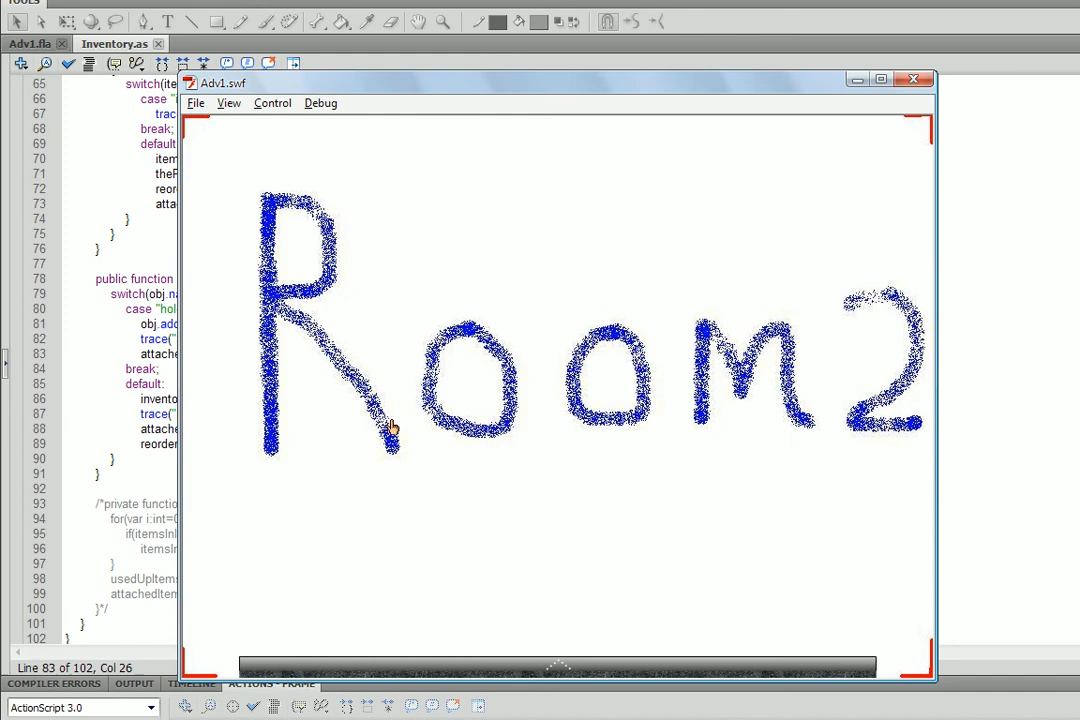 TOOLS
Adv1.fla
Inventory.as
Adv1.swf
File View Control Debug
Room2
65 switch(ite
66 case "
67 trac
68 break;
69 default
70 item
71 theP
72 reor
73 atta
74 }
75 }
76 }
77
78 public function
79 switch(obj.na
80 case "hol
81 obj.add
82 trace("
83 attache
84 break;
85 default:
86 invento
87 trace("
88 attache
89 reorder
90 }
91 }
92
93 /*private functio
94 for(var i:int=0
95 if(itemsInI
96 itemsIn
97 }
98 usedUpItems
99 attachedItem
100 }*/
101 }
102 }
Line 83 of 102, Col 26
COMPILER ERRORS OUTPUT TIMELINE ACTIONS - FRAME
ActionScript 3.0